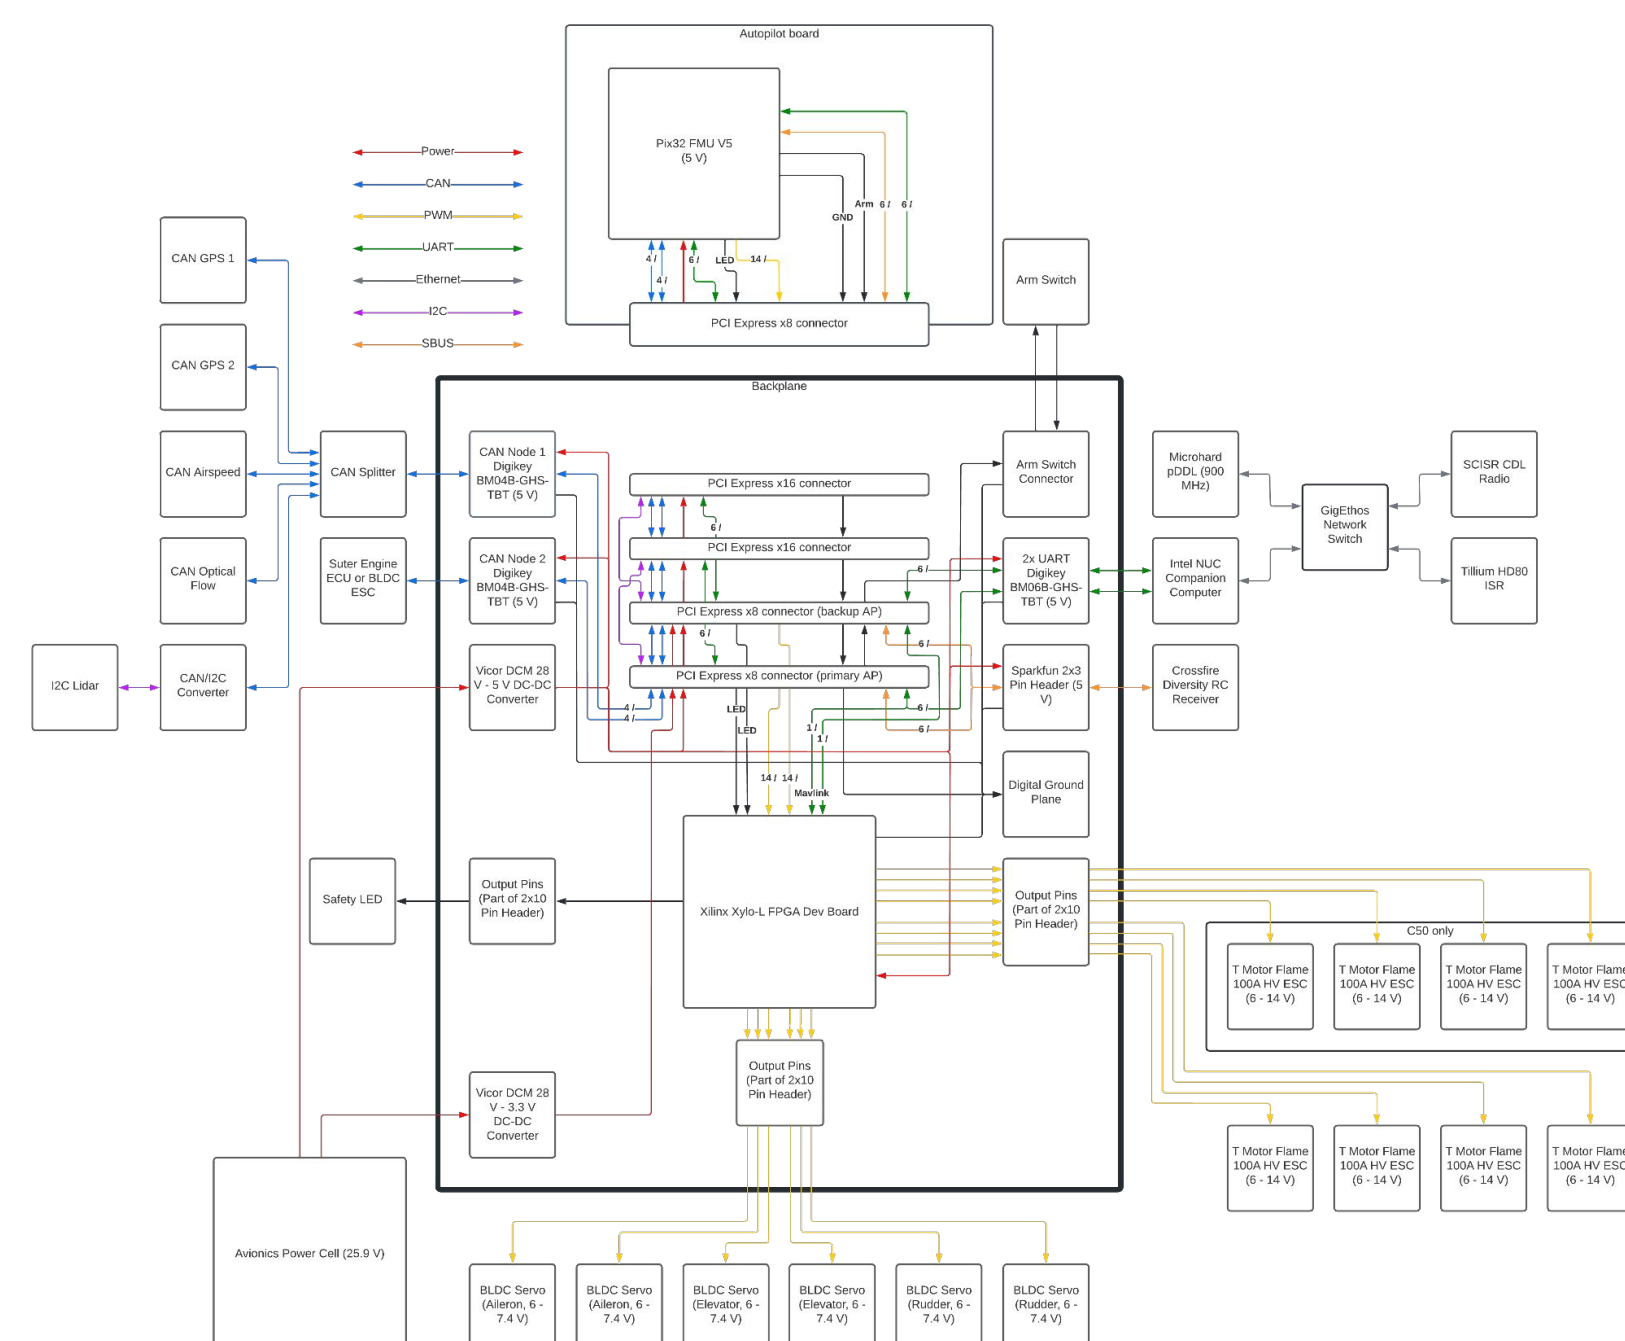 Autopilot board
Pix32 FMU V5
(5 V)
GND
Arm
6 /
6 /
4 /
4 /
6 /
LED
14 /
PCI Express x8 connector
Power
CAN
PWM
UART
Ethernet
I2C
SBUS
CAN GPS 1
CAN GPS 2
CAN Airspeed
CAN Optical
Flow
I2C Lidar
CAN/I2C
Converter
CAN Splitter
Suter Engine
ECU or BLDC
ESC
Arm Switch
Backplane
CAN Node 1
Digikey
BM04B-GHS-
TBT (5 V)
CAN Node 2
Digikey
BM04B-GHS-
TBT (5 V)
Vicor DCM 28
V - 5 V DC-DC
Converter
PCI Express x16 connector
6 /
PCI Express x16 connector
6 /
PCI Express x8 connector (backup AP)
6 /
6 /
PCI Express x8 connector (primary AP)
4 /
4 /
LED
LED
6 /
1 /
1 /
6 /
14 /
14 /
Mavlink
Arm Switch
Connector
2x UART
Digikey
BM06B-GHS-
TBT (5 V)
Sparkfun 2x3
Pin Header (5
V)
Digital Ground
Plane
Microhard
pDDL (900
MHz)
Intel NUC
Companion
Computer
Crossfire
Diversity RC
Receiver
GigEthos
Network
Switch
SCISR CDL
Radio
Tillium HD80
ISR
Safety LED
Output Pins
(Part of 2x10
Pin Header)
Xilinx Xylo-L FPGA Dev Board
Output Pins
(Part of 2x10
Pin Header)
C50 only
T Motor Flame
100A HV ESC
(6 - 14 V)
T Motor Flame
100A HV ESC
(6 - 14 V)
T Motor Flame
100A HV ESC
(6 - 14 V)
T Motor Flame
100A HV ESC
(6 - 14 V)
Output Pins
(Part of 2x10
Pin Header)
Vicor DCM 28
V - 3.3 V
DC-DC
Converter
T Motor Flame
100A HV ESC
(6 - 14 V)
T Motor Flame
100A HV ESC
(6 - 14 V)
T Motor Flame
100A HV ESC
(6 - 14 V)
T Motor Flame
100A HV ESC
(6 - 14 V)
Avionics Power Cell (25.9 V)
BLDC Servo
(Aileron, 6 -
7.4 V)
BLDC Servo
(Aileron, 6 -
7.4 V)
BLDC Servo
(Elevator, 6 -
7.4 V)
BLDC Servo
(Elevator, 6 -
7.4 V)
BLDC Servo
(Rudder, 6 -
7.4 V)
BLDC Servo
(Rudder, 6 -
7.4 V)